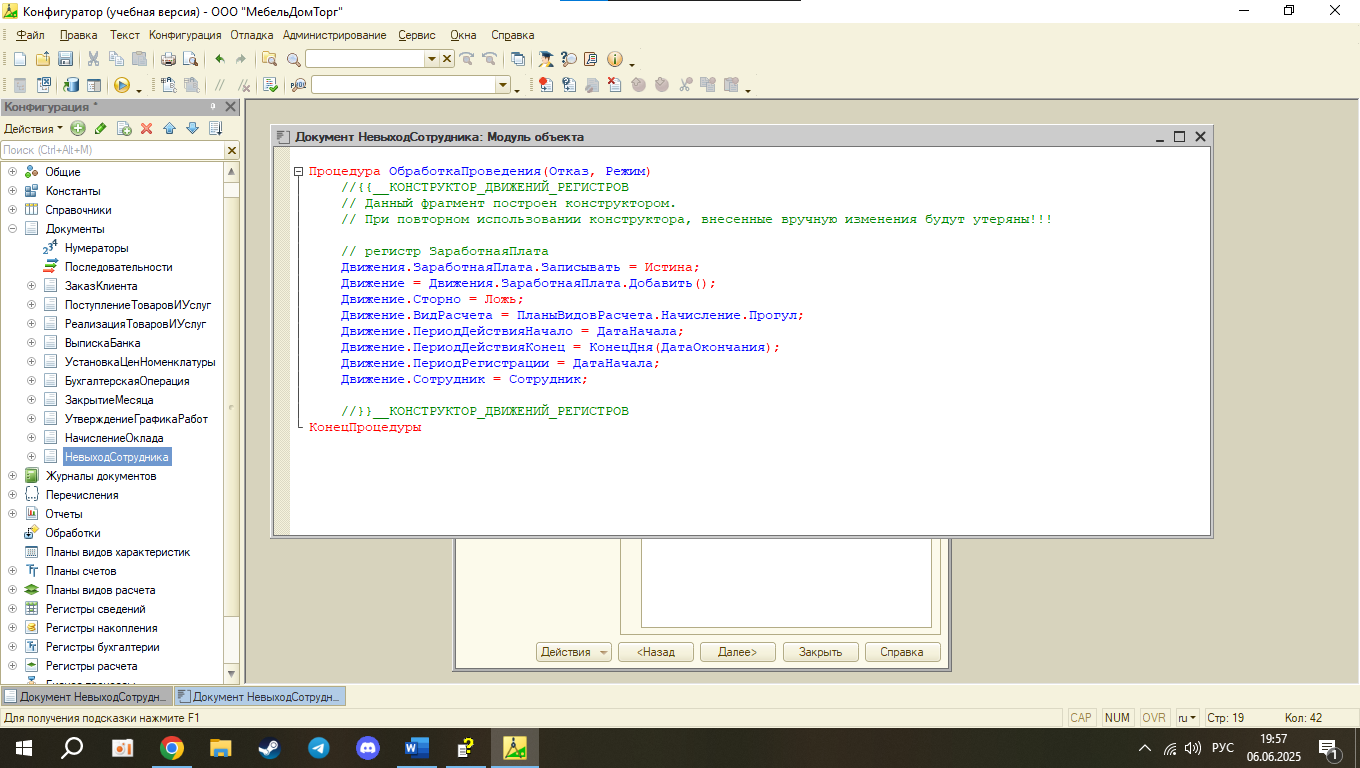 Конфигуратор (учебная версия) - ООО "МебельДомТорг"
Файл Правка Текст Конфигурация Отладка Администрирование Сервис Окна Справка
Конфигурация *
Действия
Поиск (Ctrl+Alt+M)
Общие
Константы
Справочники
Документы
Нумераторы
Последовательности
ЗаказКлиента
ПоступлениеТоваровИУслуг
РеализацияТоваровИУслуг
ВыпискаБанка
УстановкаЦенНоменклатуры
БухгалтерскаяОперация
ЗакрытиеМесяца
УтверждениеГрафикаРабот
НачислениеОклада
НевыходСотрудника
Журналы документов
Перечисления
Отчеты
Обработки
Планы видов характеристик
Планы счетов
Планы видов расчета
Регистры сведений
Регистры накопления
Регистры бухгалтерии
Регистры расчета
Документ НевыходСотрудника: Модуль объекта
Процедура ОбработкаПроведения(Отказ, Режим)
//{{__КОНСТРУКТОР_ДВИЖЕНИЙ_РЕГИСТРОВ
// Данный фрагмент построен конструктором.
// При повторном использовании конструктора, внесенные вручную изменения будут утеряны!!!
// регистр ЗаработнаяПлата
Движения.ЗаработнаяПлата.Записывать = Истина;
Движение = Движения.ЗаработнаяПлата.Добавить();
Движение.Сторно = Ложь;
Движение.ВидРасчета = ПланыВидовРасчета.Начисление.Прогул;
Движение.ПериодДействияНачало = ДатаНачала;
Движение.ПериодДействияКонец = КонецДня(ДатаОкончания);
Движение.ПериодРегистрации = ДатаНачала;
Движение.Сотрудник = Сотрудник;
//}}__КОНСТРУКТОР_ДВИЖЕНИЙ_РЕГИСТРОВ
КонецПроцедуры
Действия <Назад Далее> Закрыть Справка
Документ НевыходСотрудн... Документ НевыходСотрудн...
Для получения подсказки нажмите F1 CAP NUM OVR ru Стр: 19 Кол: 42
РУС 19:57
06.06.2025
1